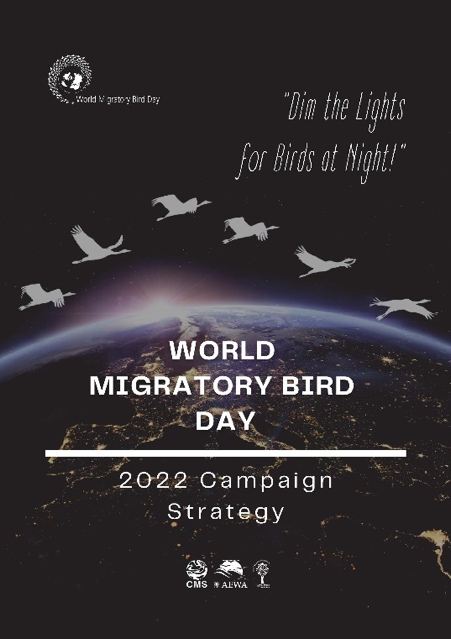 World Migratory Bird Day
"Dim the Lights
for Birds at Night!"
WORLD
MIGRATORY BIRD
DAY
2022 Campaign
Strategy
CMS
AEWA